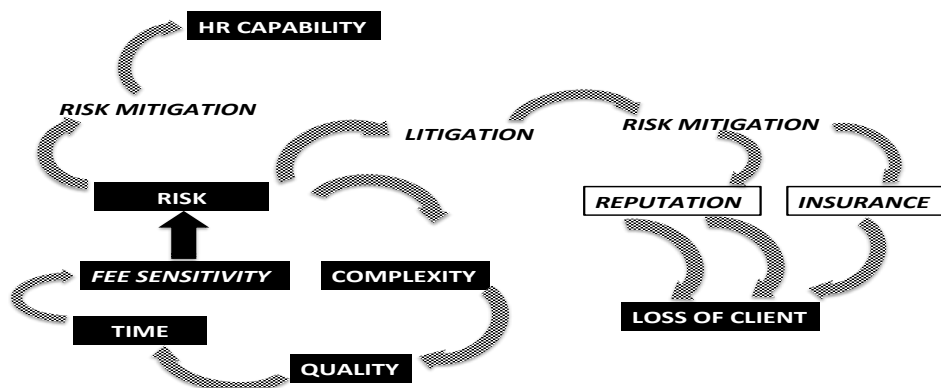 HR CAPABILITY
RISK MITIGATION
LITIGATION
RISK MITIGATION
RISK
REPUTATION
INSURANCE
FEE SENSITIVITY
COMPLEXITY
TIME
LOSS OF CLIENT
QUALITY